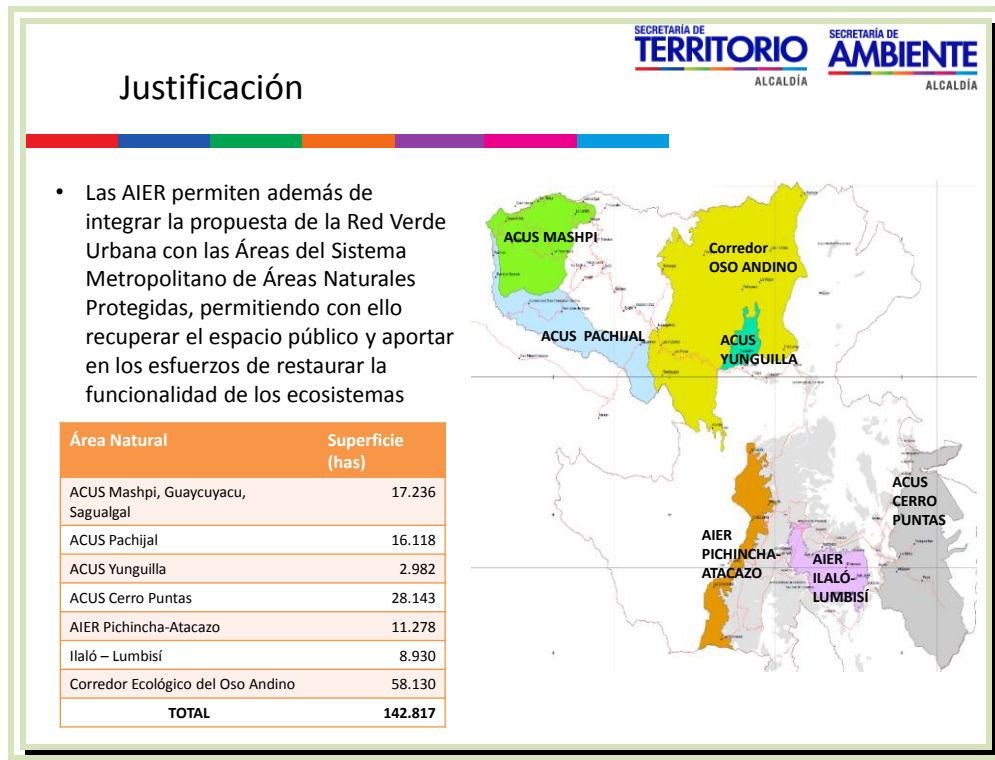 SECRETARÍA DE
TERRITORIO
ALCALDÍA
SECRETARÍA DE
AMBIENTE
ALCALDÍA
Justificación
• Las AIER permiten además de
integrar la propuesta de la Red Verde
Urbana con las Áreas del Sistema
Metropolitano de Áreas Naturales
Protegidas, permitiendo con ello
recuperar el espacio público y aportar
en los esfuerzos de restaurar la
funcionalidad de los ecosistemas
Área Natural Superficie
(has)
ACUS Mashpi, Guaycuyacu,
Sagualgal 17.236
ACUS Pachijal 16.118
ACUS Yunguilla 2.982
ACUS Cerro Puntas 28.143
AIER Pichincha-Atacazo 11.278
Ilaló – Lumbisí 8.930
Corredor Ecológico del Oso Andino 58.130
TOTAL 142.817
ACUS MASHPI
Corredor
OSO ANDINO
ACUS PACHIJAL
ACUS
YUNGUILLA
ACUS
CERRO
PUNTAS
AIER
PICHINCHA-
ATACAZO
AIER
ILALÓ-
LUMBISÍ